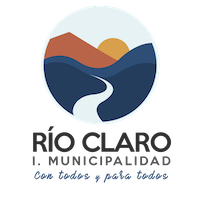 RÍO CLARO
I. MUNICIPALIDAD
Con todos y para todos